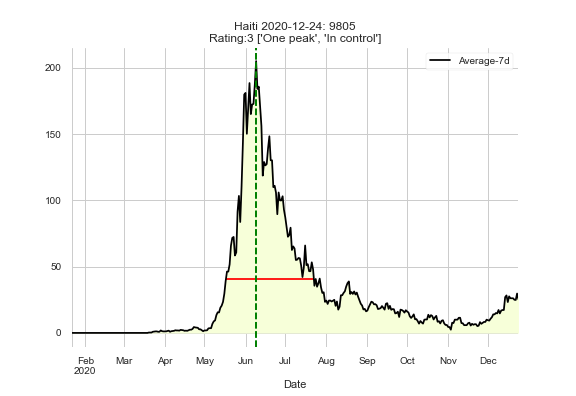 Haiti 2020-12-24: 9805
Rating:3 ['One peak', 'In control']
Average-7d
200
150
100
50
0
Feb Mar Apr May Jun Jul Aug Sep Oct Nov Dec
2020
Date